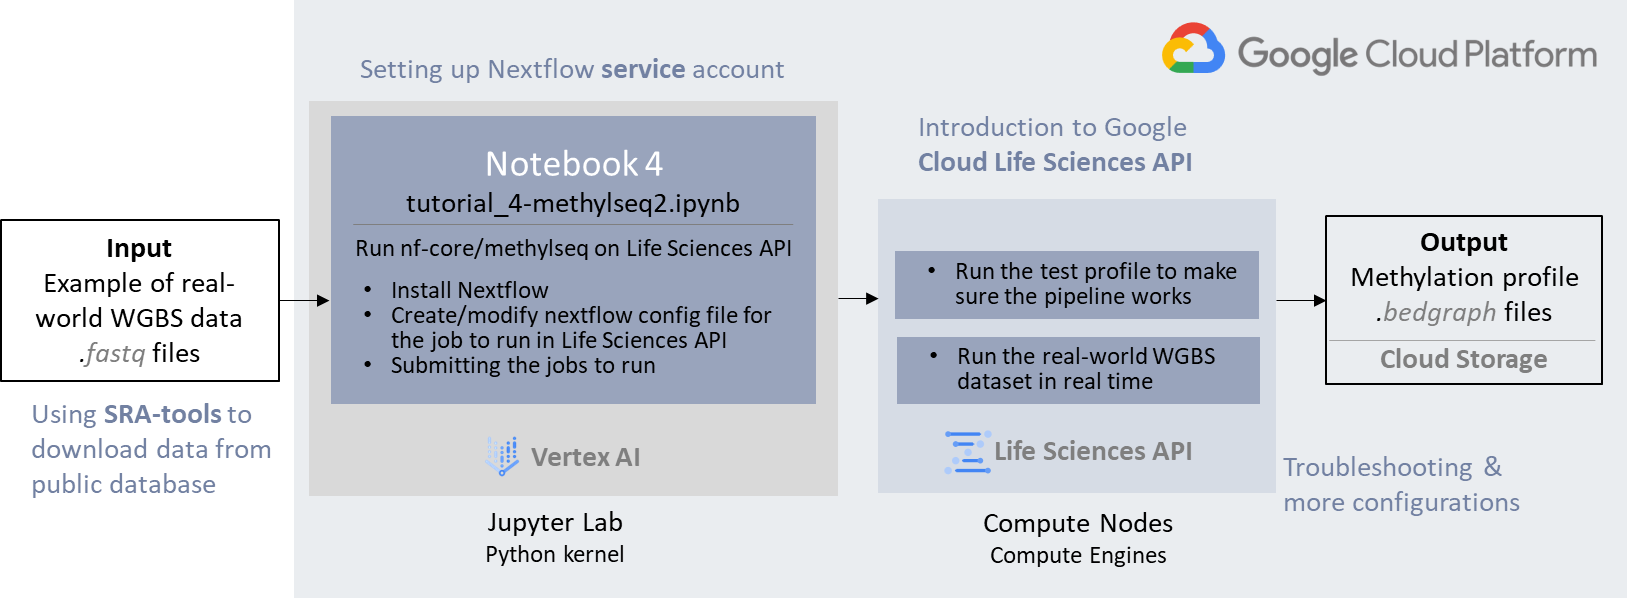 Google Cloud Platform
Setting up Nextflow service account
Introduction to Google
Cloud Life Sciences API
Input
Example of real-
world WGBS data
.fastq files
Using SRA-tools to
download data from
public database
Notebook 4
tutorial_4-methylseq2.ipynb
Run nf-core/methylseq on Life Sciences API
• Install Nextflow
• Create/modify nextflow config file for
the job to run in Life Sciences API
• Submitting the jobs to run
Vertex AI
Jupyter Lab
Python kernel
• Run the test profile to make
sure the pipeline works
• Run the real-world WGBS
dataset in real time
Life Sciences API
Compute Nodes
Compute Engines
Output
Methylation profile
.bedgraph files
Cloud Storage
Troubleshooting &
more configurations